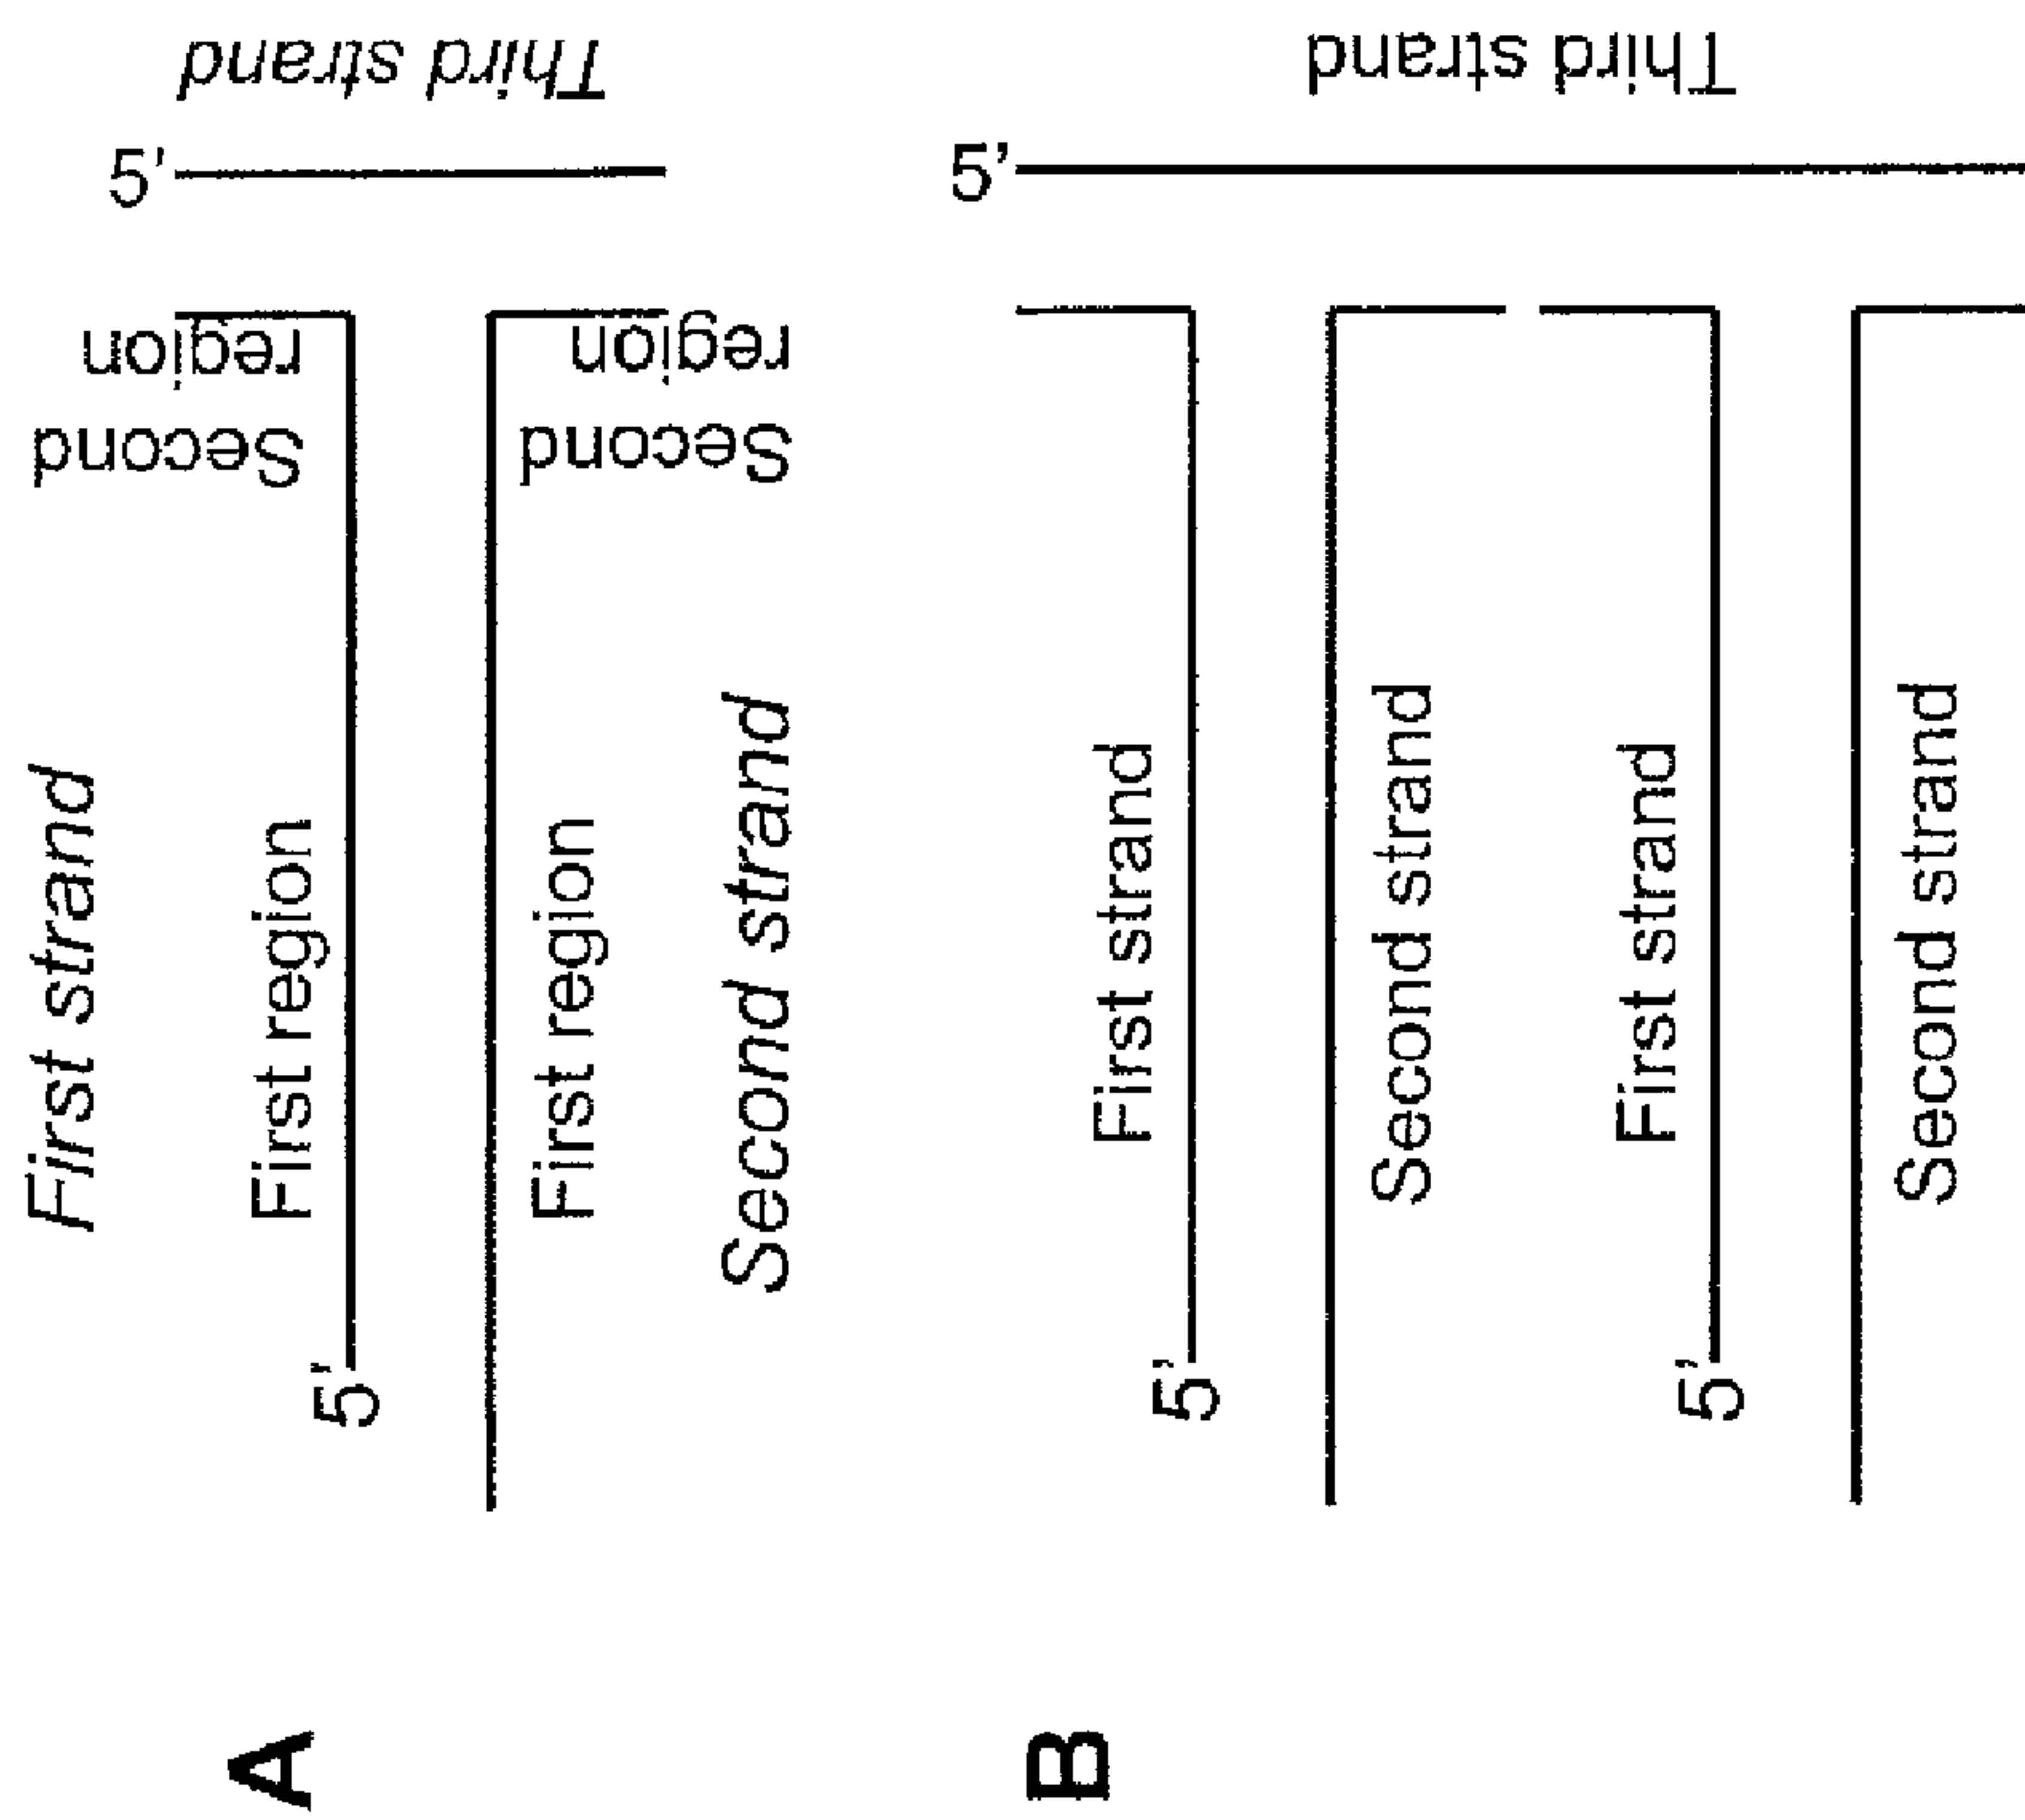 A
First strand
First region
5'
Second
region
5'
Third strand
First region
Second strand
Second
region
B
First strand
5'
Second strand
5'
Third strand
First strand
5'
Second strand